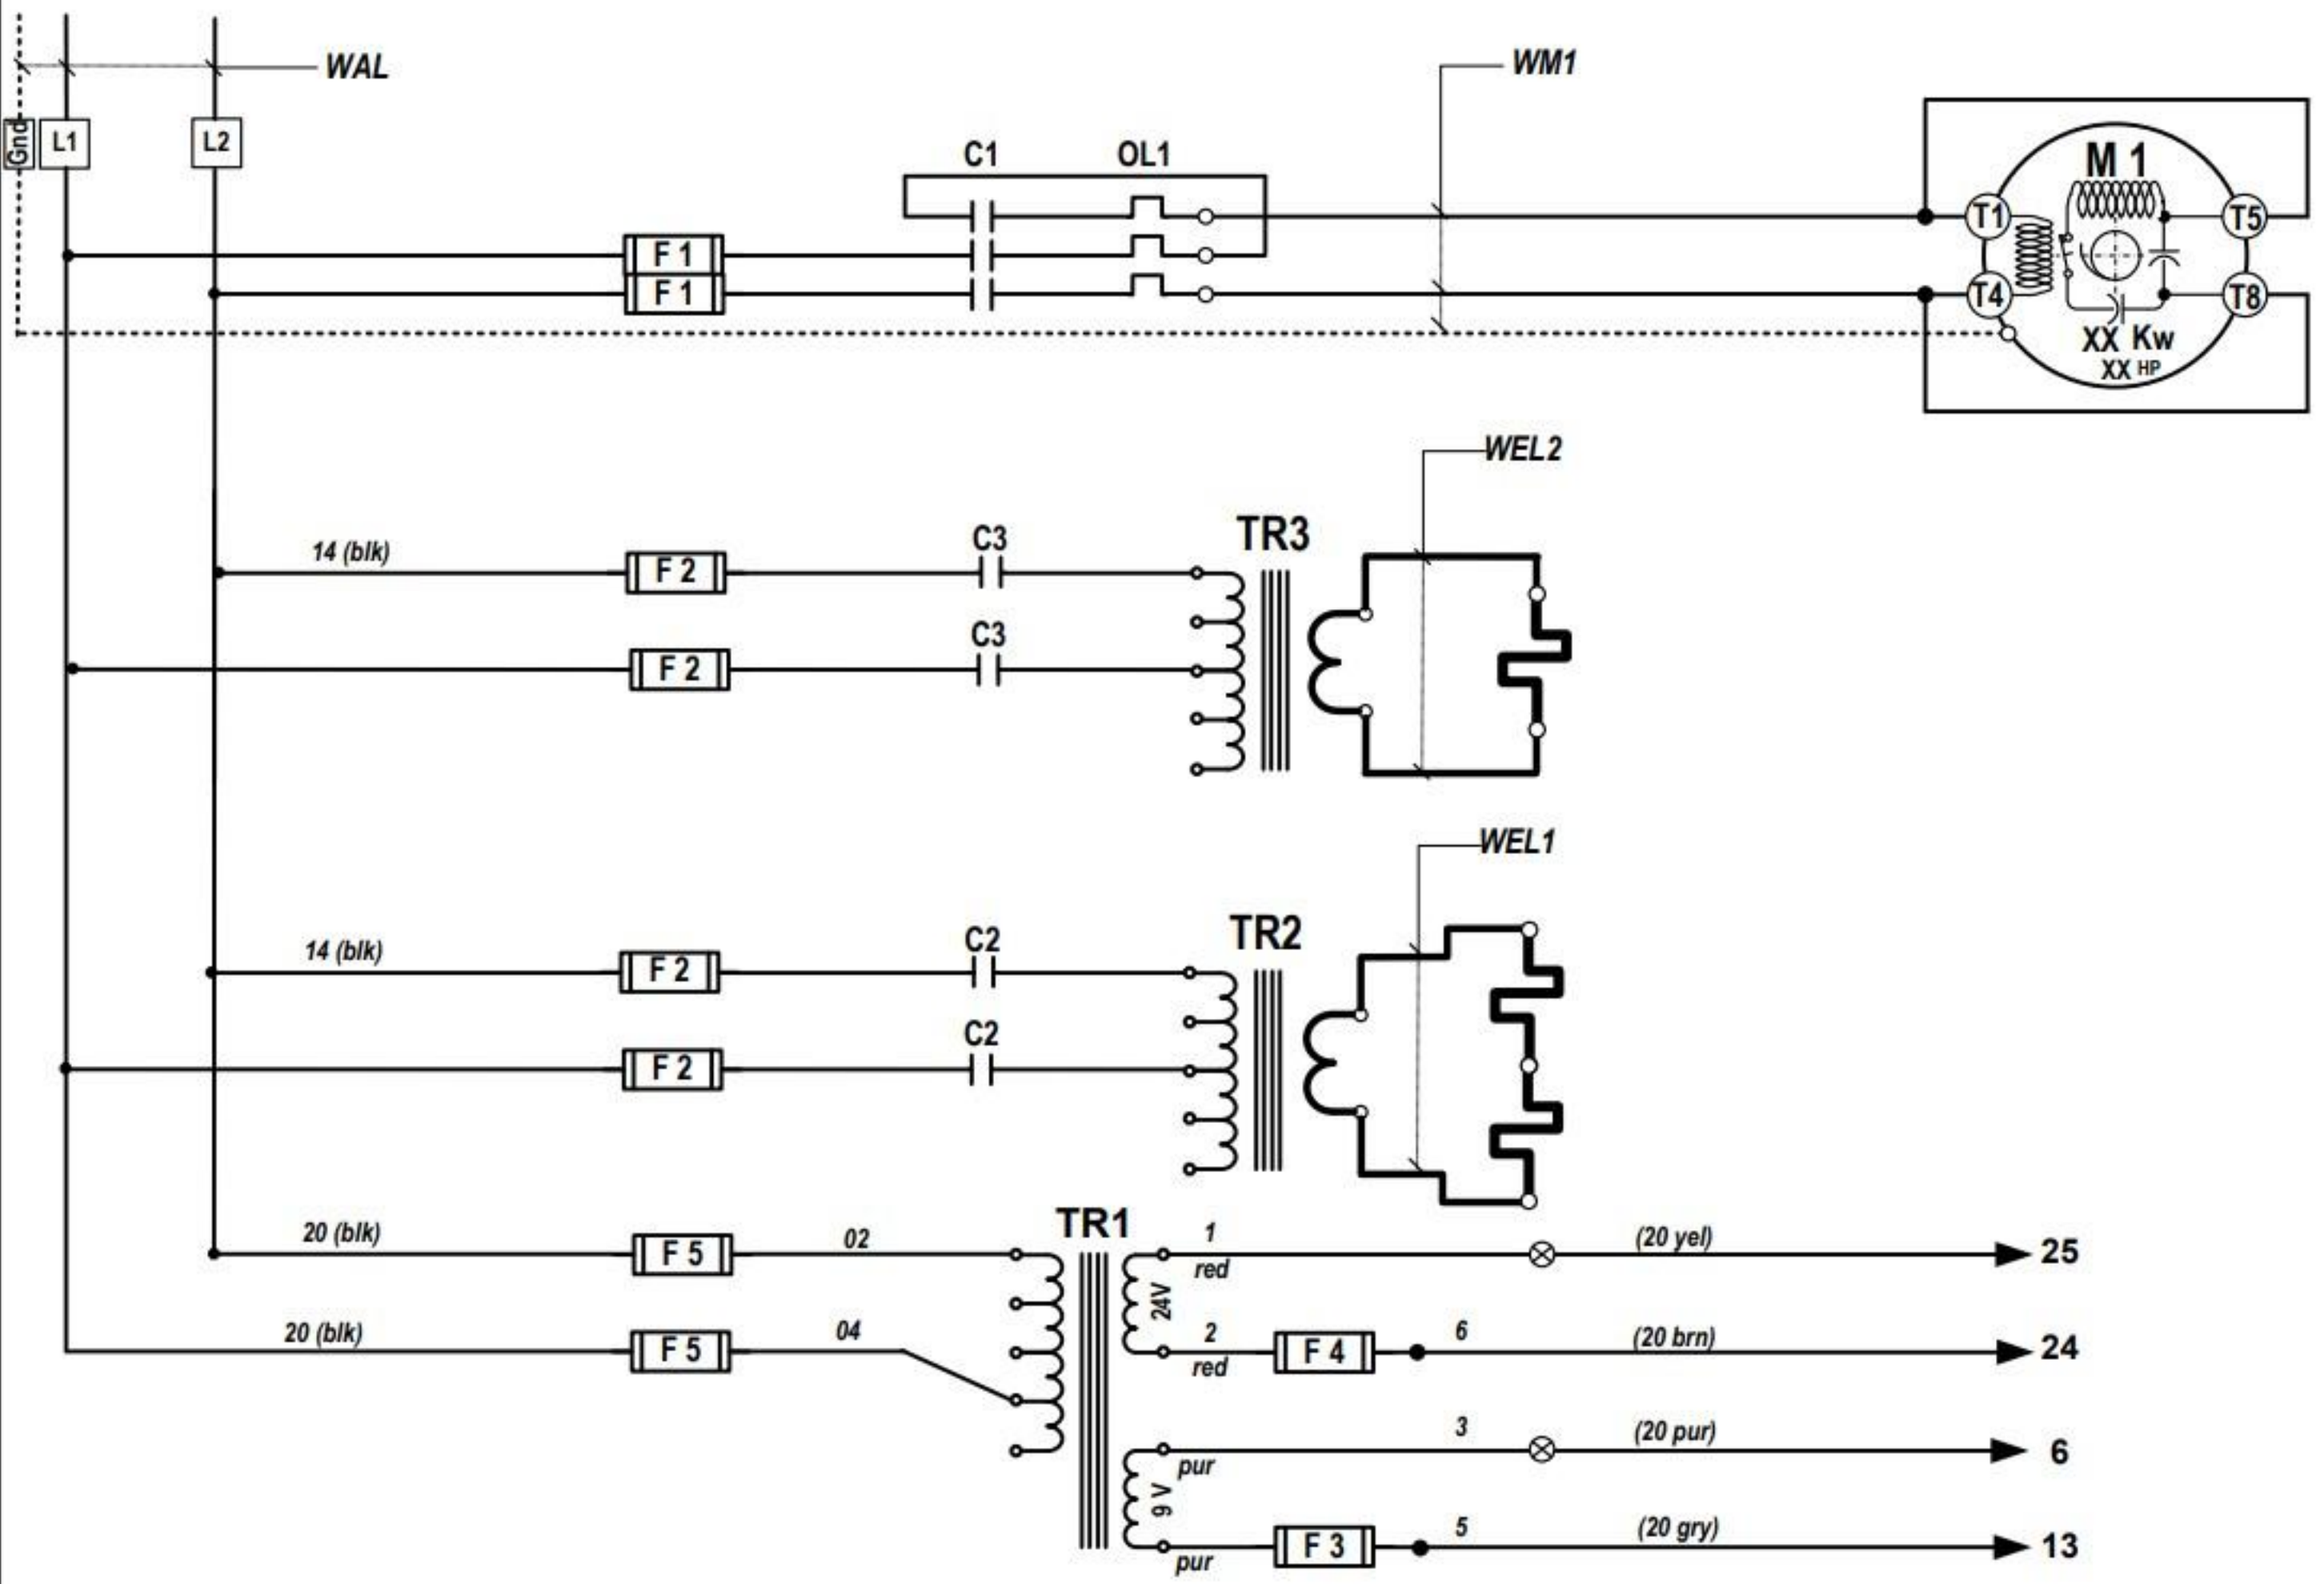 WAL
WM1
Gnd
L1
L2
C1
OL1
M 1
T1
T5
F 1
F 1
T4
T8
XX Kw
XX HP
WEL2
TR3
14 (blk)
F 2
C3
F 2
C3
WEL1
TR2
14 (blk)
F 2
C2
F 2
C2
TR1
20 (blk)
F 5
02
1
red
24V
(20 yel)
25
20 (blk)
F 5
04
2
red
F 4
6
(20 brn)
24
3
pur
(20 pur)
6
9 V
pur
F 3
5
(20 gry)
13